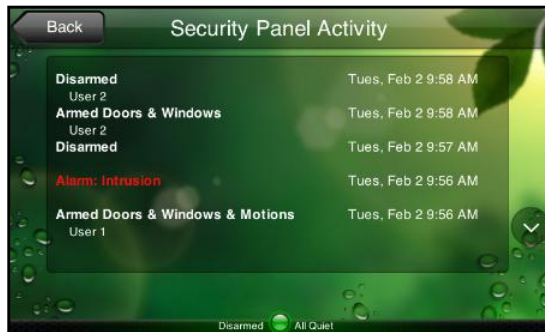 Back
Security Panel Activity
Disarmed Tues, Feb 2 9:58 AM
User 2
Armed Doors & Windows Tues, Feb 2 9:58 AM
User 2
Disarmed Tues, Feb 2 9:57 AM
Alarm: Intrusion Tues, Feb 2 9:56 AM
Armed Doors & Windows & Motions Tues, Feb 2 9:56 AM
User 1
Disarmed All Quiet